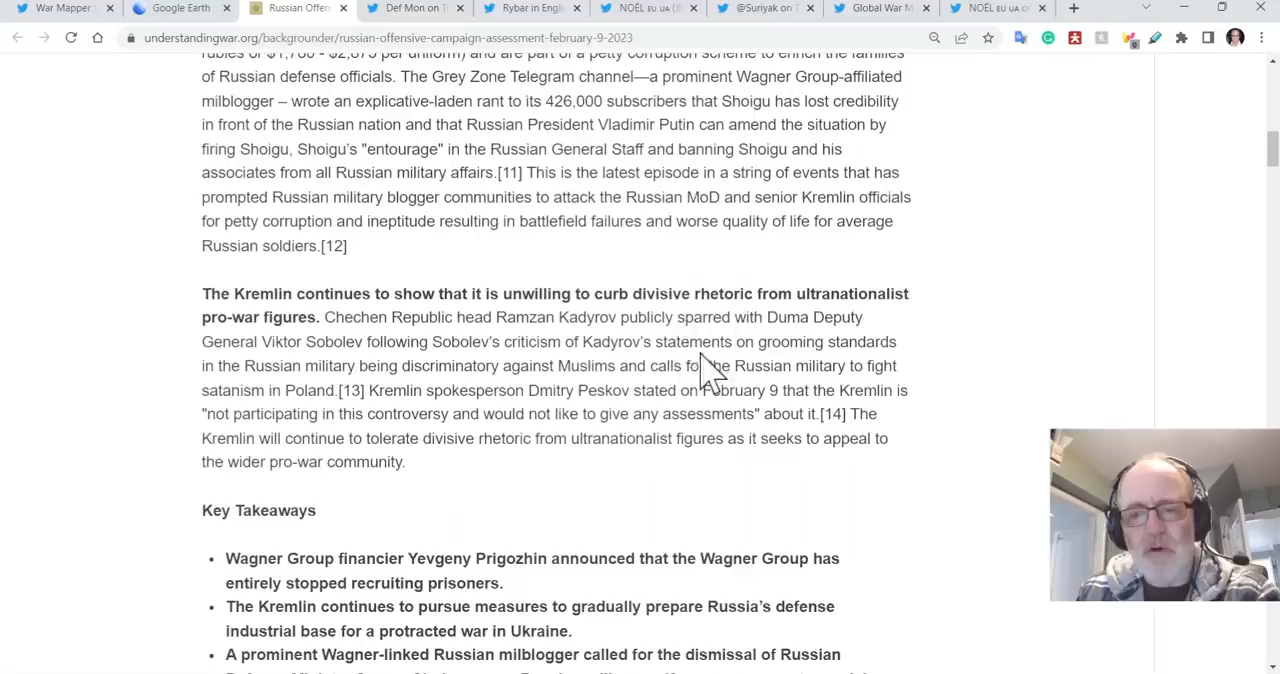 War Mapper
Google Earth
Russian Offen
Def Mon on T
Rybar in Engl
NOËL EU UA (@
@Suriyak on T
Global War M
NOËL EU UA on
understandingwar.org/backgrounder/russian-offensive-campaign-assessment-february-9-2023
of Russian defense officials. The Grey Zone Telegram channel—a prominent Wagner Group-affiliated
milblogger – wrote an explicative-laden rant to its 426,000 subscribers that Shoigu has lost credibility
in front of the Russian nation and that Russian President Vladimir Putin can amend the situation by
firing Shoigu, Shoigu's "entourage" in the Russian General Staff and banning Shoigu and his
associates from all Russian military affairs.[11] This is the latest episode in a string of events that has
prompted Russian military blogger communities to attack the Russian MoD and senior Kremlin officials
for petty corruption and ineptitude resulting in battlefield failures and worse quality of life for average
Russian soldiers.[12]
The Kremlin continues to show that it is unwilling to curb divisive rhetoric from ultranationalist
pro-war figures. Chechen Republic head Ramzan Kadyrov publicly sparred with Duma Deputy
General Viktor Sobolev following Sobolev's criticism of Kadyrov's statements on grooming standards
in the Russian military being discriminatory against Muslims and calls for the Russian military to fight
satanism in Poland.[13] Kremlin spokesperson Dmitry Peskov stated on February 9 that the Kremlin is
"not participating in this controversy and would not like to give any assessments" about it.[14] The
Kremlin will continue to tolerate divisive rhetoric from ultranationalist figures as it seeks to appeal to
the wider pro-war community.
Key Takeaways
• Wagner Group financier Yevgeny Prigozhin announced that the Wagner Group has
entirely stopped recruiting prisoners.
• The Kremlin continues to pursue measures to gradually prepare Russia's defense
industrial base for a protracted war in Ukraine.
• A prominent Wagner-linked Russian milblogger called for the dismissal of Russian